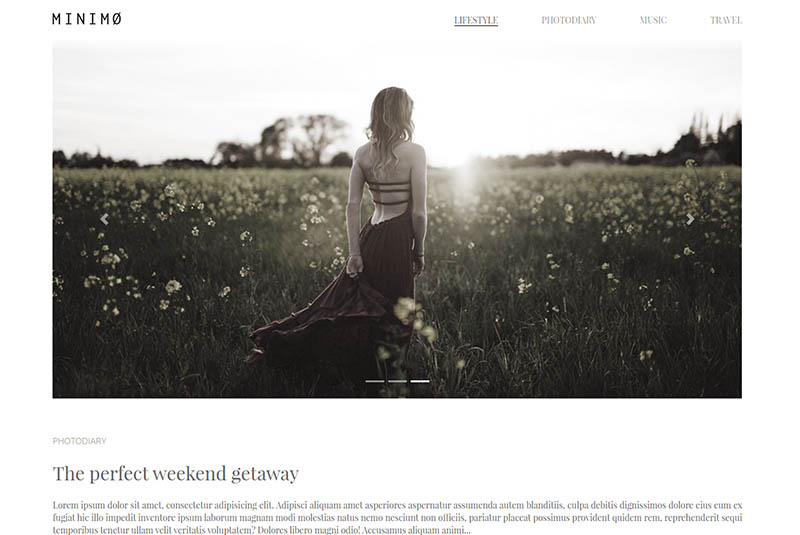 MINIMØ
LIFESTYLE PHOTODIARY MUSIC TRAVEL
PHOTODIARY
The perfect weekend getaway
Lorem ipsum dolor sit amet, consectetur adipisicing elit. Adipisci aliquam amet asperiores aspernatur assumenda autem blanditiis, culpa debitis dignissimos dolore eius eum ex
fugiat hic illo impedit inventore ipsum laborum magnam modi molestias natus nemo nesciunt non officiis, pariatur placeat possimus provident quidem rem, reprehenderit sequi
temporibus tenetur ullam velit veritatis voluptatem? Dolores libero magni odio! Accusamus aliquam animi...